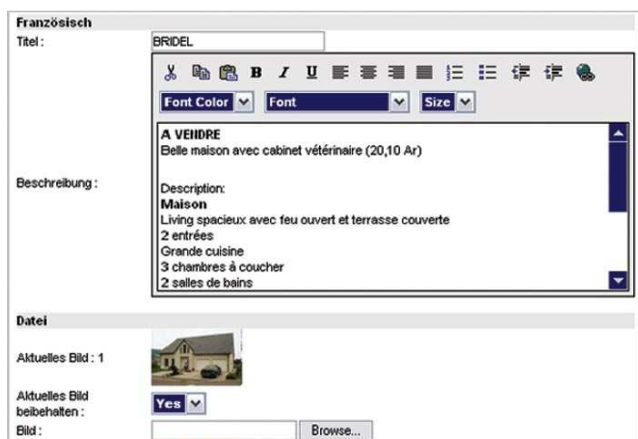 Französisch
Titel : BRIDEL
B I U
Font Color Font Size
A VENDRE
Belle maison avec cabinet vétérinaire (20,10 Ar)
Beschreibung :
Description:
Maison
Living spacieux avec feu ouvert et terrasse couverte
2 entrées
Grande cuisine
3 chambres à coucher
2 salles de bains
Datei
Aktuelles Bild : 1
Aktuelles Bild
beibehalten : Yes
Bild : Browse...